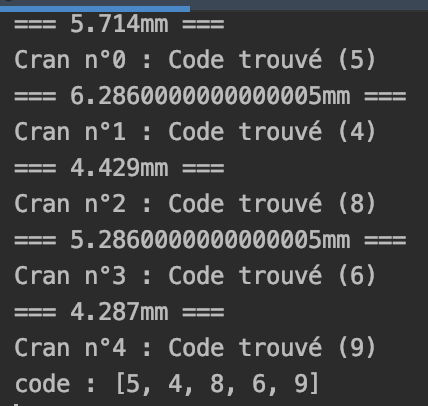 === 5.714mm ===
Cran n°0 : Code trouvé (5)
=== 6.2860000000000005mm ===
Cran n°1 : Code trouvé (4)
=== 4.429mm ===
Cran n°2 : Code trouvé (8)
=== 5.2860000000000005mm ===
Cran n°3 : Code trouvé (6)
=== 4.287mm ===
Cran n°4 : Code trouvé (9)
code : [5, 4, 8, 6, 9]